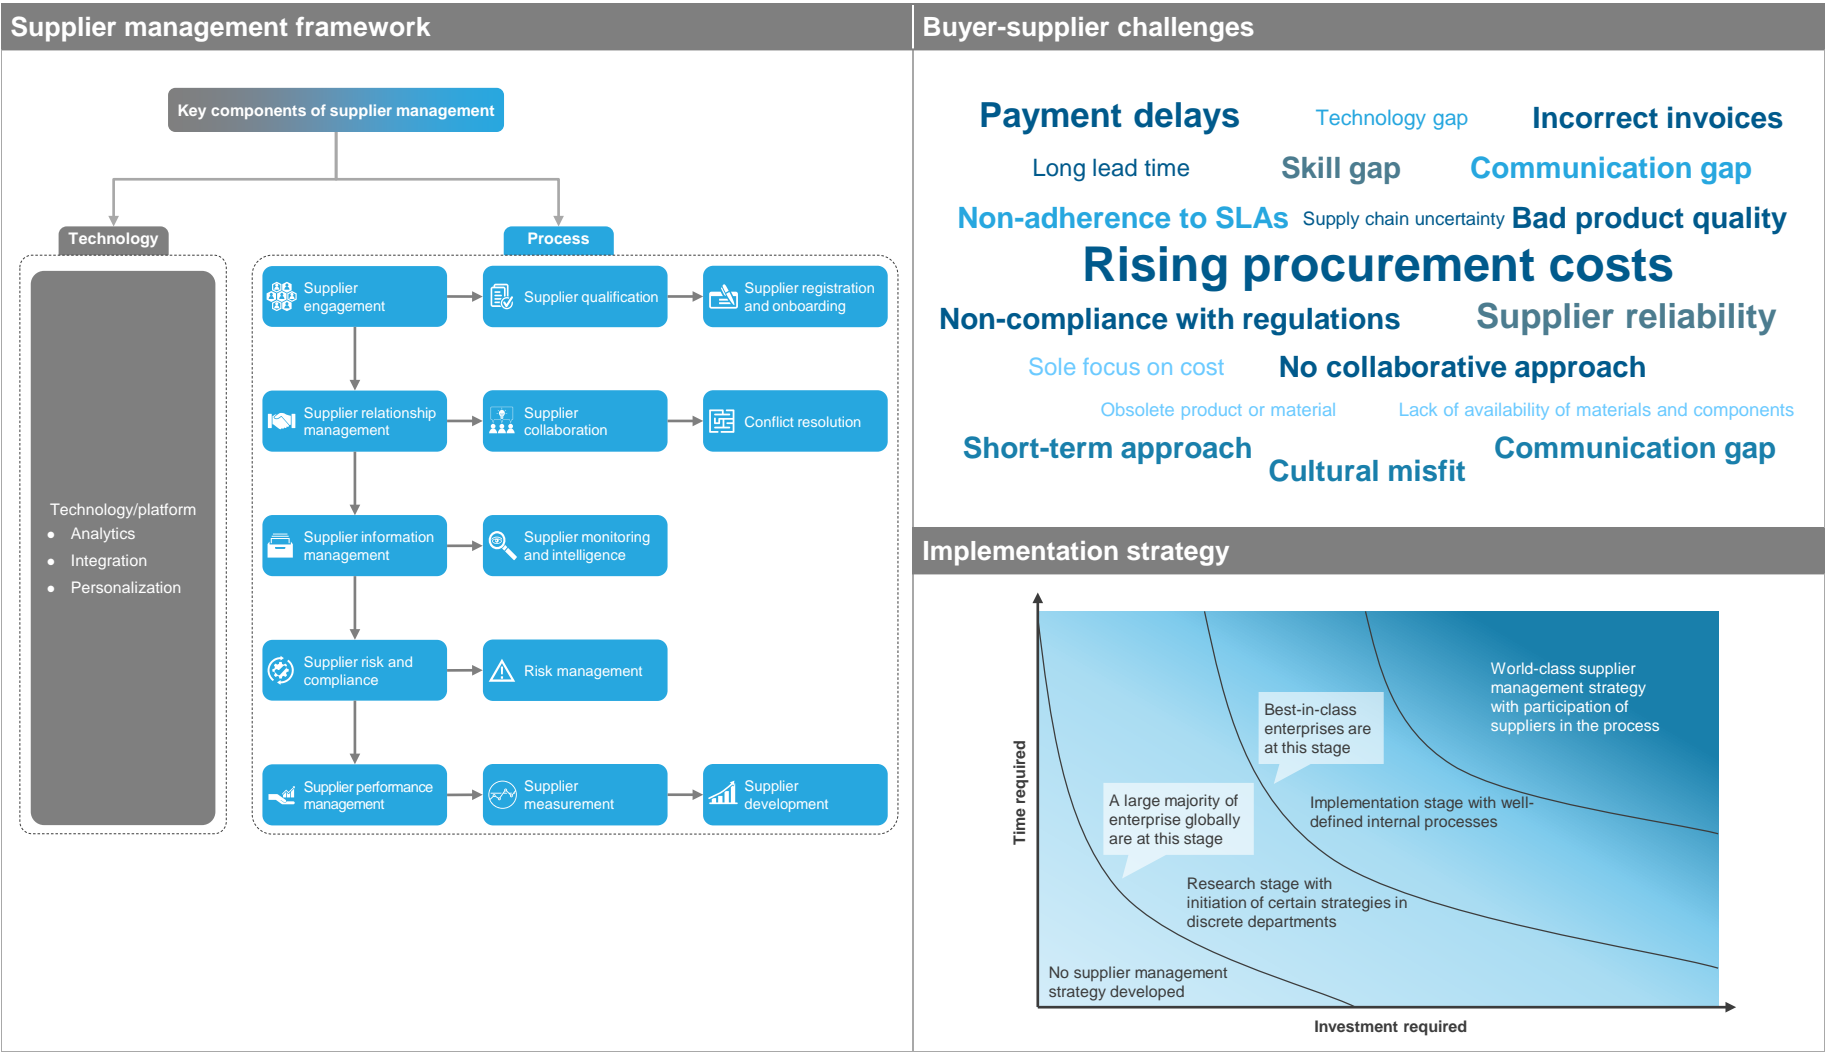 Supplier management framework
Key components of supplier management
Technology
Technology/platform
● Analytics
● Integration
● Personalization
Process
Supplier
engagement
Supplier qualification
Supplier registration
and onboarding
Supplier relationship
management
Supplier
collaboration
Conflict resolution
Supplier information
management
Supplier monitoring
and intelligence
Supplier risk and
compliance
Risk management
Supplier performance
management
Supplier
measurement
Supplier
development
Buyer-supplier challenges
Payment delays
Technology gap
Incorrect invoices
Long lead time
Skill gap
Communication gap
Non-adherence to SLAs
Supply chain uncertainty
Bad product quality
Rising procurement costs
Non-compliance with regulations
Supplier reliability
Sole focus on cost
No collaborative approach
Obsolete product or material
Lack of availability of materials and components
Short-term approach
Cultural misfit
Communication gap
Implementation strategy
Time required
World-class supplier
management strategy
with participation of
suppliers in the process
Best-in-class
enterprises are
at this stage
Implementation stage with well-
defined internal processes
A large majority of
enterprise globally
are at this stage
Research stage with
initiation of certain strategies in
discrete departments
No supplier management
strategy developed
Investment required